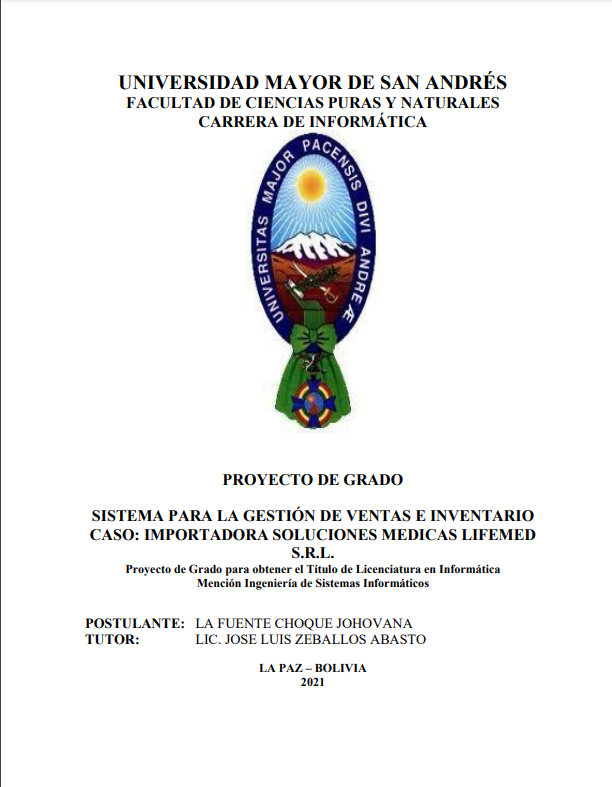 UNIVERSIDAD MAYOR DE SAN ANDRÉS
FACULTAD DE CIENCIAS PURAS Y NATURALES
CARRERA DE INFORMÁTICA
UNIVERSITAS MAJOR PACENSIS DIVI ANDREÆ
PROYECTO DE GRADO
SISTEMA PARA LA GESTIÓN DE VENTAS E INVENTARIO
CASO: IMPORTADORA SOLUCIONES MEDICAS LIFEMED
S.R.L.
Proyecto de Grado para obtener el Título de Licenciatura en Informática
Mención Ingeniería de Sistemas Informáticos
POSTULANTE: LA FUENTE CHOQUE JOHOVANA
TUTOR: LIC. JOSE LUIS ZEBALLOS ABASTO
LA PAZ – BOLIVIA
2021